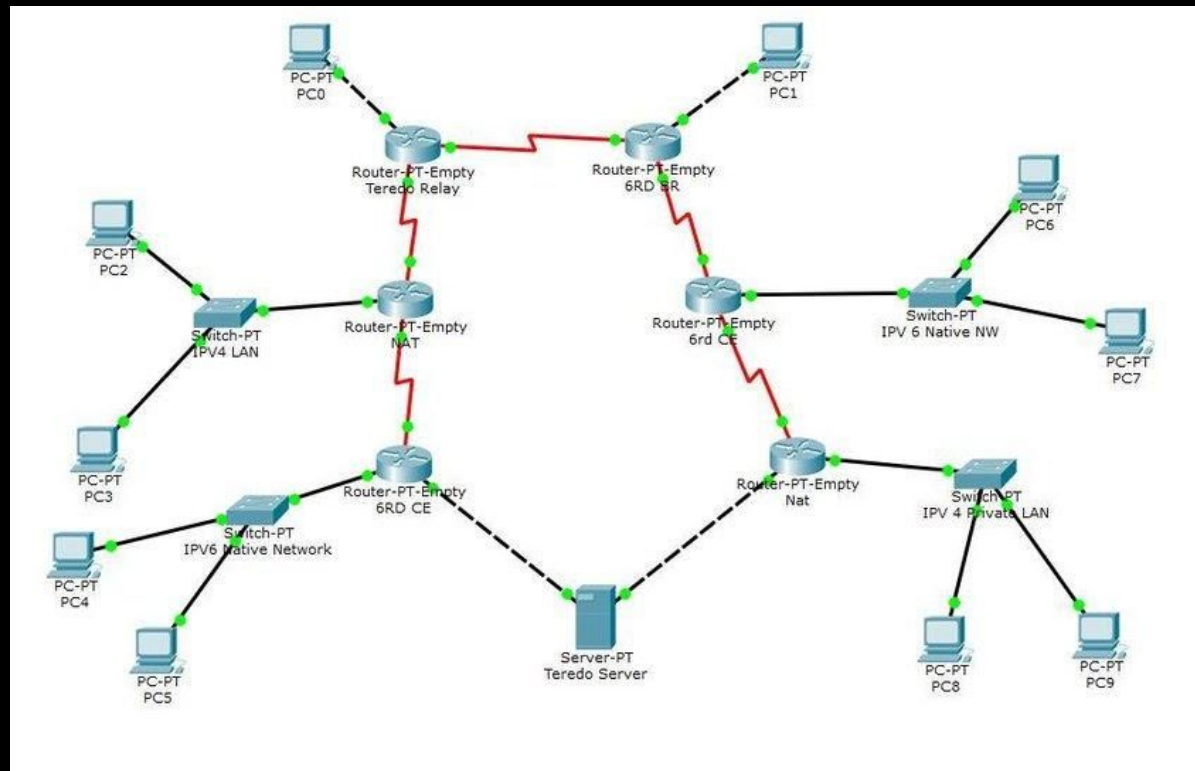 PC-PT
PC0
PC-PT
PC1
Router-PT-Empty
Teredo Relay
Router-PT-Empty
6RD BR
PC-PT
PC6
PC-PT
PC2
Switch-PT
IPV4 LAN
Router-PT-Empty
NAT
Router-PT-Empty
6rd CE
Switch-PT
IPV 6 Native NW
PC-PT
PC7
PC-PT
PC3
Router-PT-Empty
6RD CE
Router-PT-Empty
Nat
Switch-PT
IPV 4 Private LAN
Switch-PT
IPV6 Native Network
PC-PT
PC4
PC-PT
PC5
Server-PT
Teredo Server
PC-PT
PC8
PC-PT
PC9